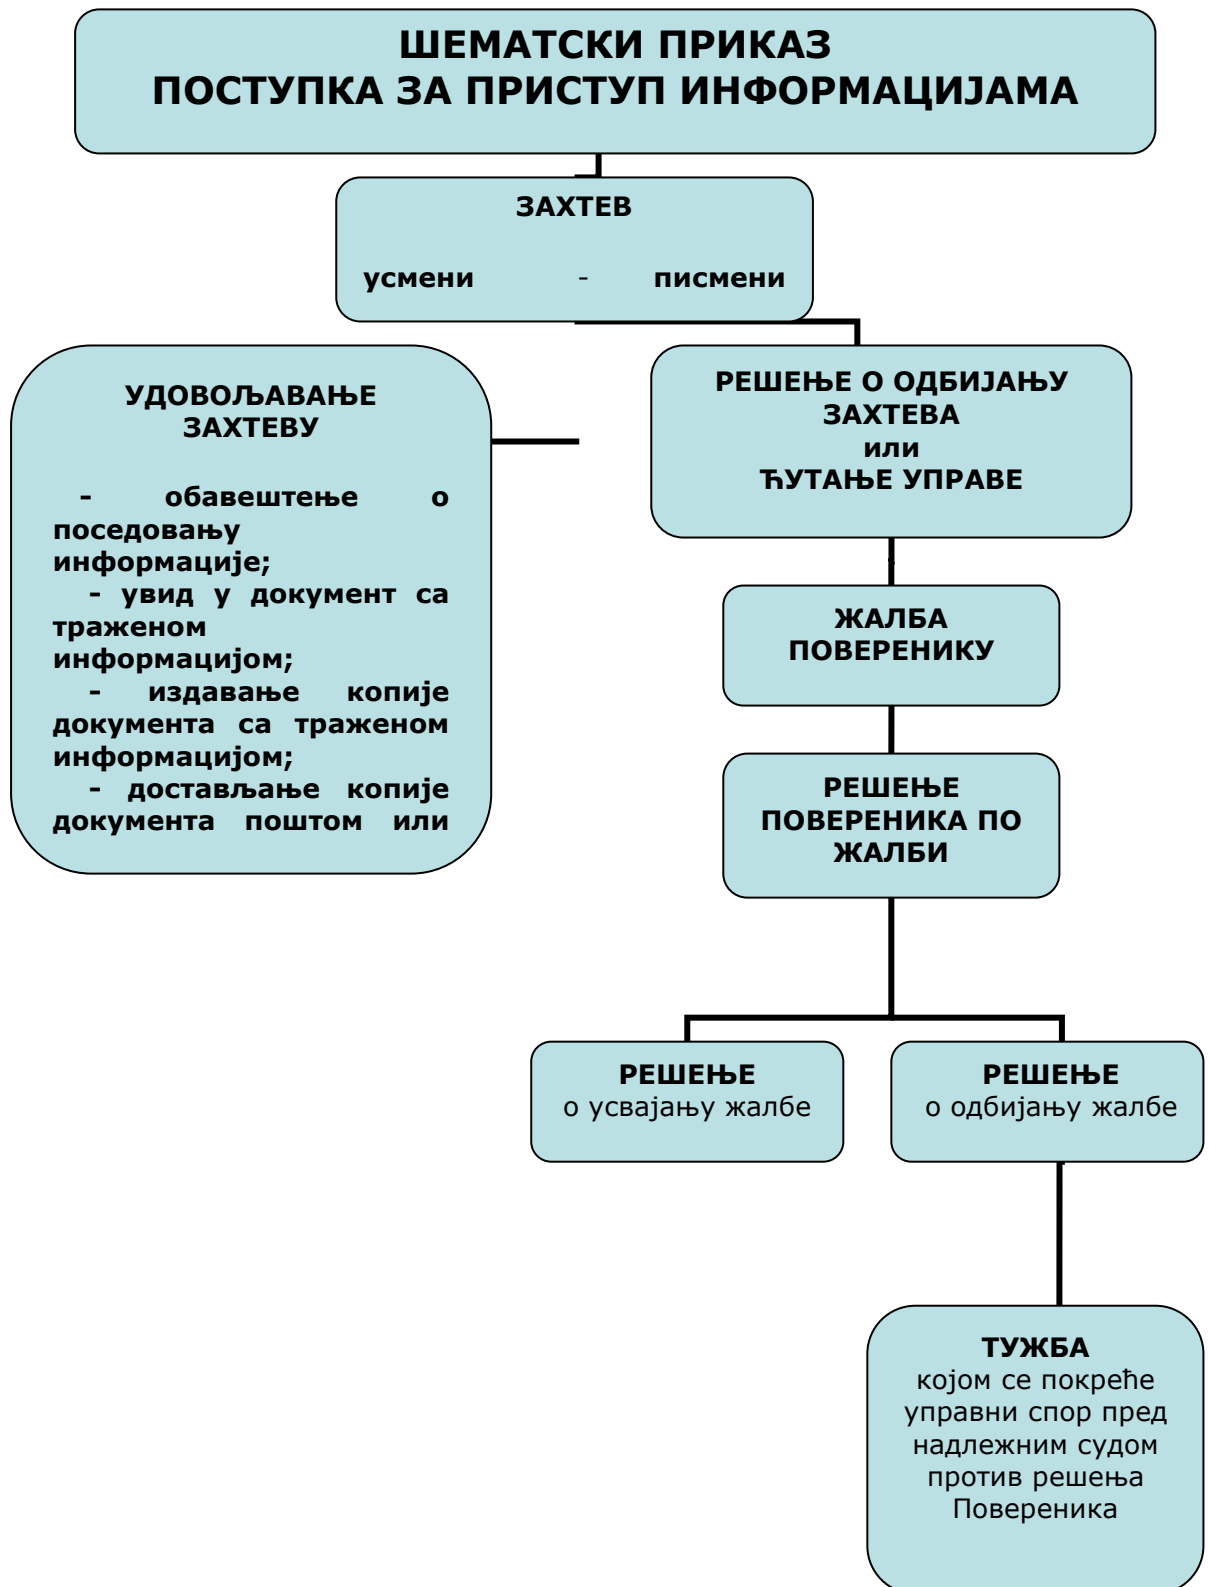 ШЕМАТСКИ ПРИКАЗ
ПОСТУПКА ЗА ПРИСТУП ИНФОРМАЦИЈАМА
ЗАХТЕВ
усмени - писмени
УДОВОЉАВАЊЕ
ЗАХТЕВУ
- обавештење о
поседовању
информације;
- увид у документ са
траженом
информацијом;
- издавање копије
документа са траженом
информацијом;
- достављање копије
документа поштом или
РЕШЕЊЕ О ОДБИЈАЊУ
ЗАХТЕВА
или
ЋУТАЊЕ УПРАВЕ
ЖАЛБА
ПОВЕРЕНИКУ
РЕШЕЊЕ
ПОВЕРЕНИКА ПО
ЖАЛБИ
РЕШЕЊЕ
о усвајању жалбе
РЕШЕЊЕ
о одбијању жалбе
ТУЖБА
којом се покреће
управни спор пред
надлежним судом
против решења
Повереника